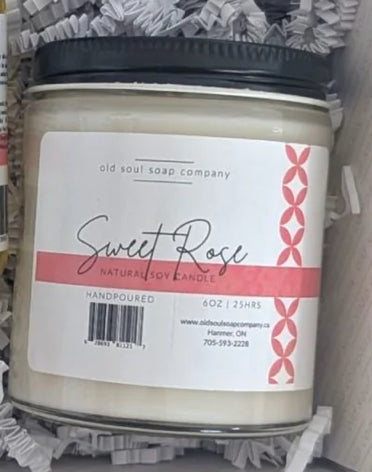 old soul soap company
Sweet Rose
NATURAL SOY CANDLE
HANDPOURED
6OZ | 25HRS
www.oldsoulsoapcompany.ca
Hanmer, ON
705-593-2228